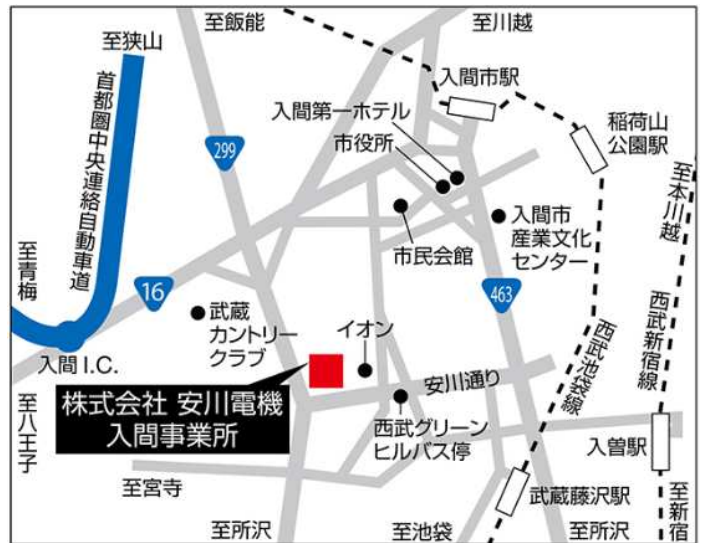 至飯能
至川越
至狭山
入間市駅
首都圏中央連絡自動車道
入間第一ホテル
稲荷山
公園駅
市役所
299
至本川越
入間市
産業文化
センター
市民会館
至青梅
16
463
武蔵
カントリー
クラブ
イオン
西武池袋線
西武新宿線
入間 I.C.
安川通り
株式会社 安川電機
入間事業所
至八王子
西武グリーン
ヒルバス停
入曽駅
至宮寺
武蔵藤沢駅
至新宿
至所沢
至池袋
至所沢